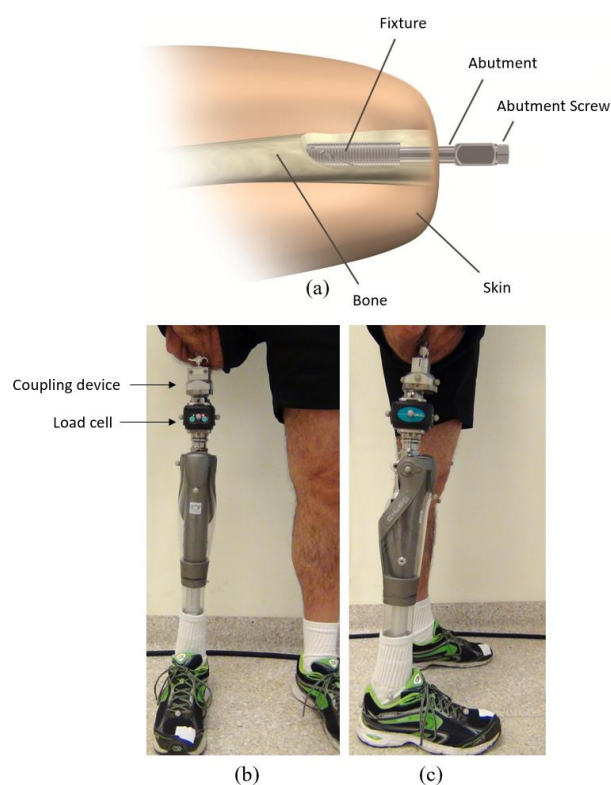 Fixture
Abutment
Abutment Screw
Skin
Bone
(a)
Coupling device
Load cell
(b)
(c)